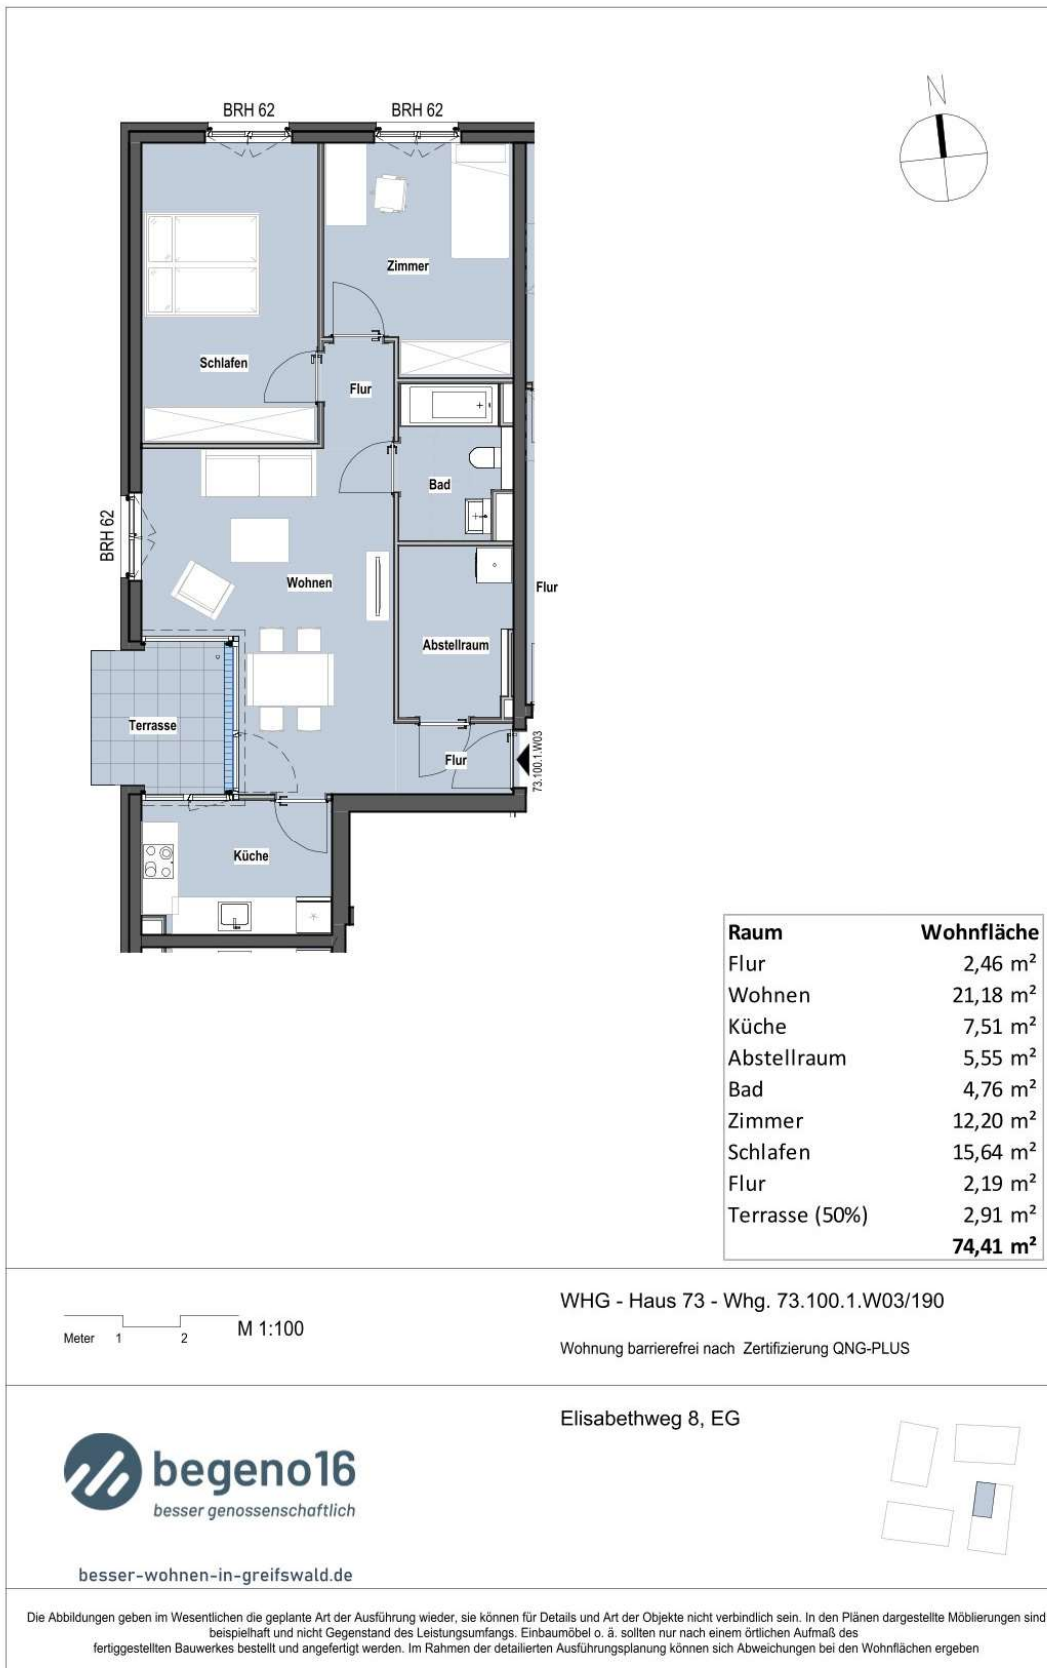 N
BRH 62 BRH 62
Zimmer
Schlafen
Flur
Bad
BRH 62
Wohnen
Flur
Abstellraum
Terrasse
Flur
73.100.1.W03
Küche
Raum Wohnfläche
Flur 2,46 m²
Wohnen 21,18 m²
Küche 7,51 m²
Abstellraum 5,55 m²
Bad 4,76 m²
Zimmer 12,20 m²
Schlafen 15,64 m²
Flur 2,19 m²
Terrasse (50%) 2,91 m²
74,41 m²
Meter 1 2 M 1:100
WHG - Haus 73 - Whg. 73.100.1.W03/190
Wohnung barrierefrei nach Zertifizierung QNG-PLUS
Elisabethweg 8, EG
begeno16
besser genossenschaftlich
besser-wohnen-in-greifswald.de
Die Abbildungen geben im Wesentlichen die geplante Art der Ausführung wieder, sie können für Details und Art der Objekte nicht verbindlich sein. In den Plänen dargestellte Möblierungen sind
beispielhaft und nicht Gegenstand des Leistungsumfangs. Einbaumöbel o. ä. sollten nur nach einem örtlichen Aufmaß des
fertiggestellten Bauwerkes bestellt und angefertigt werden. Im Rahmen der detailierten Ausführungsplanung können sich Abweichungen bei den Wohnflächen ergeben